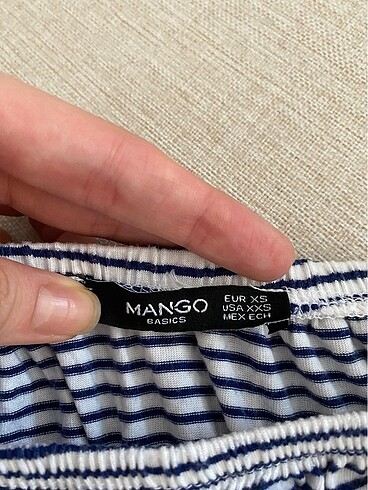 MANGO
BASICS
EUR XS
USA XXS
MEX ECH